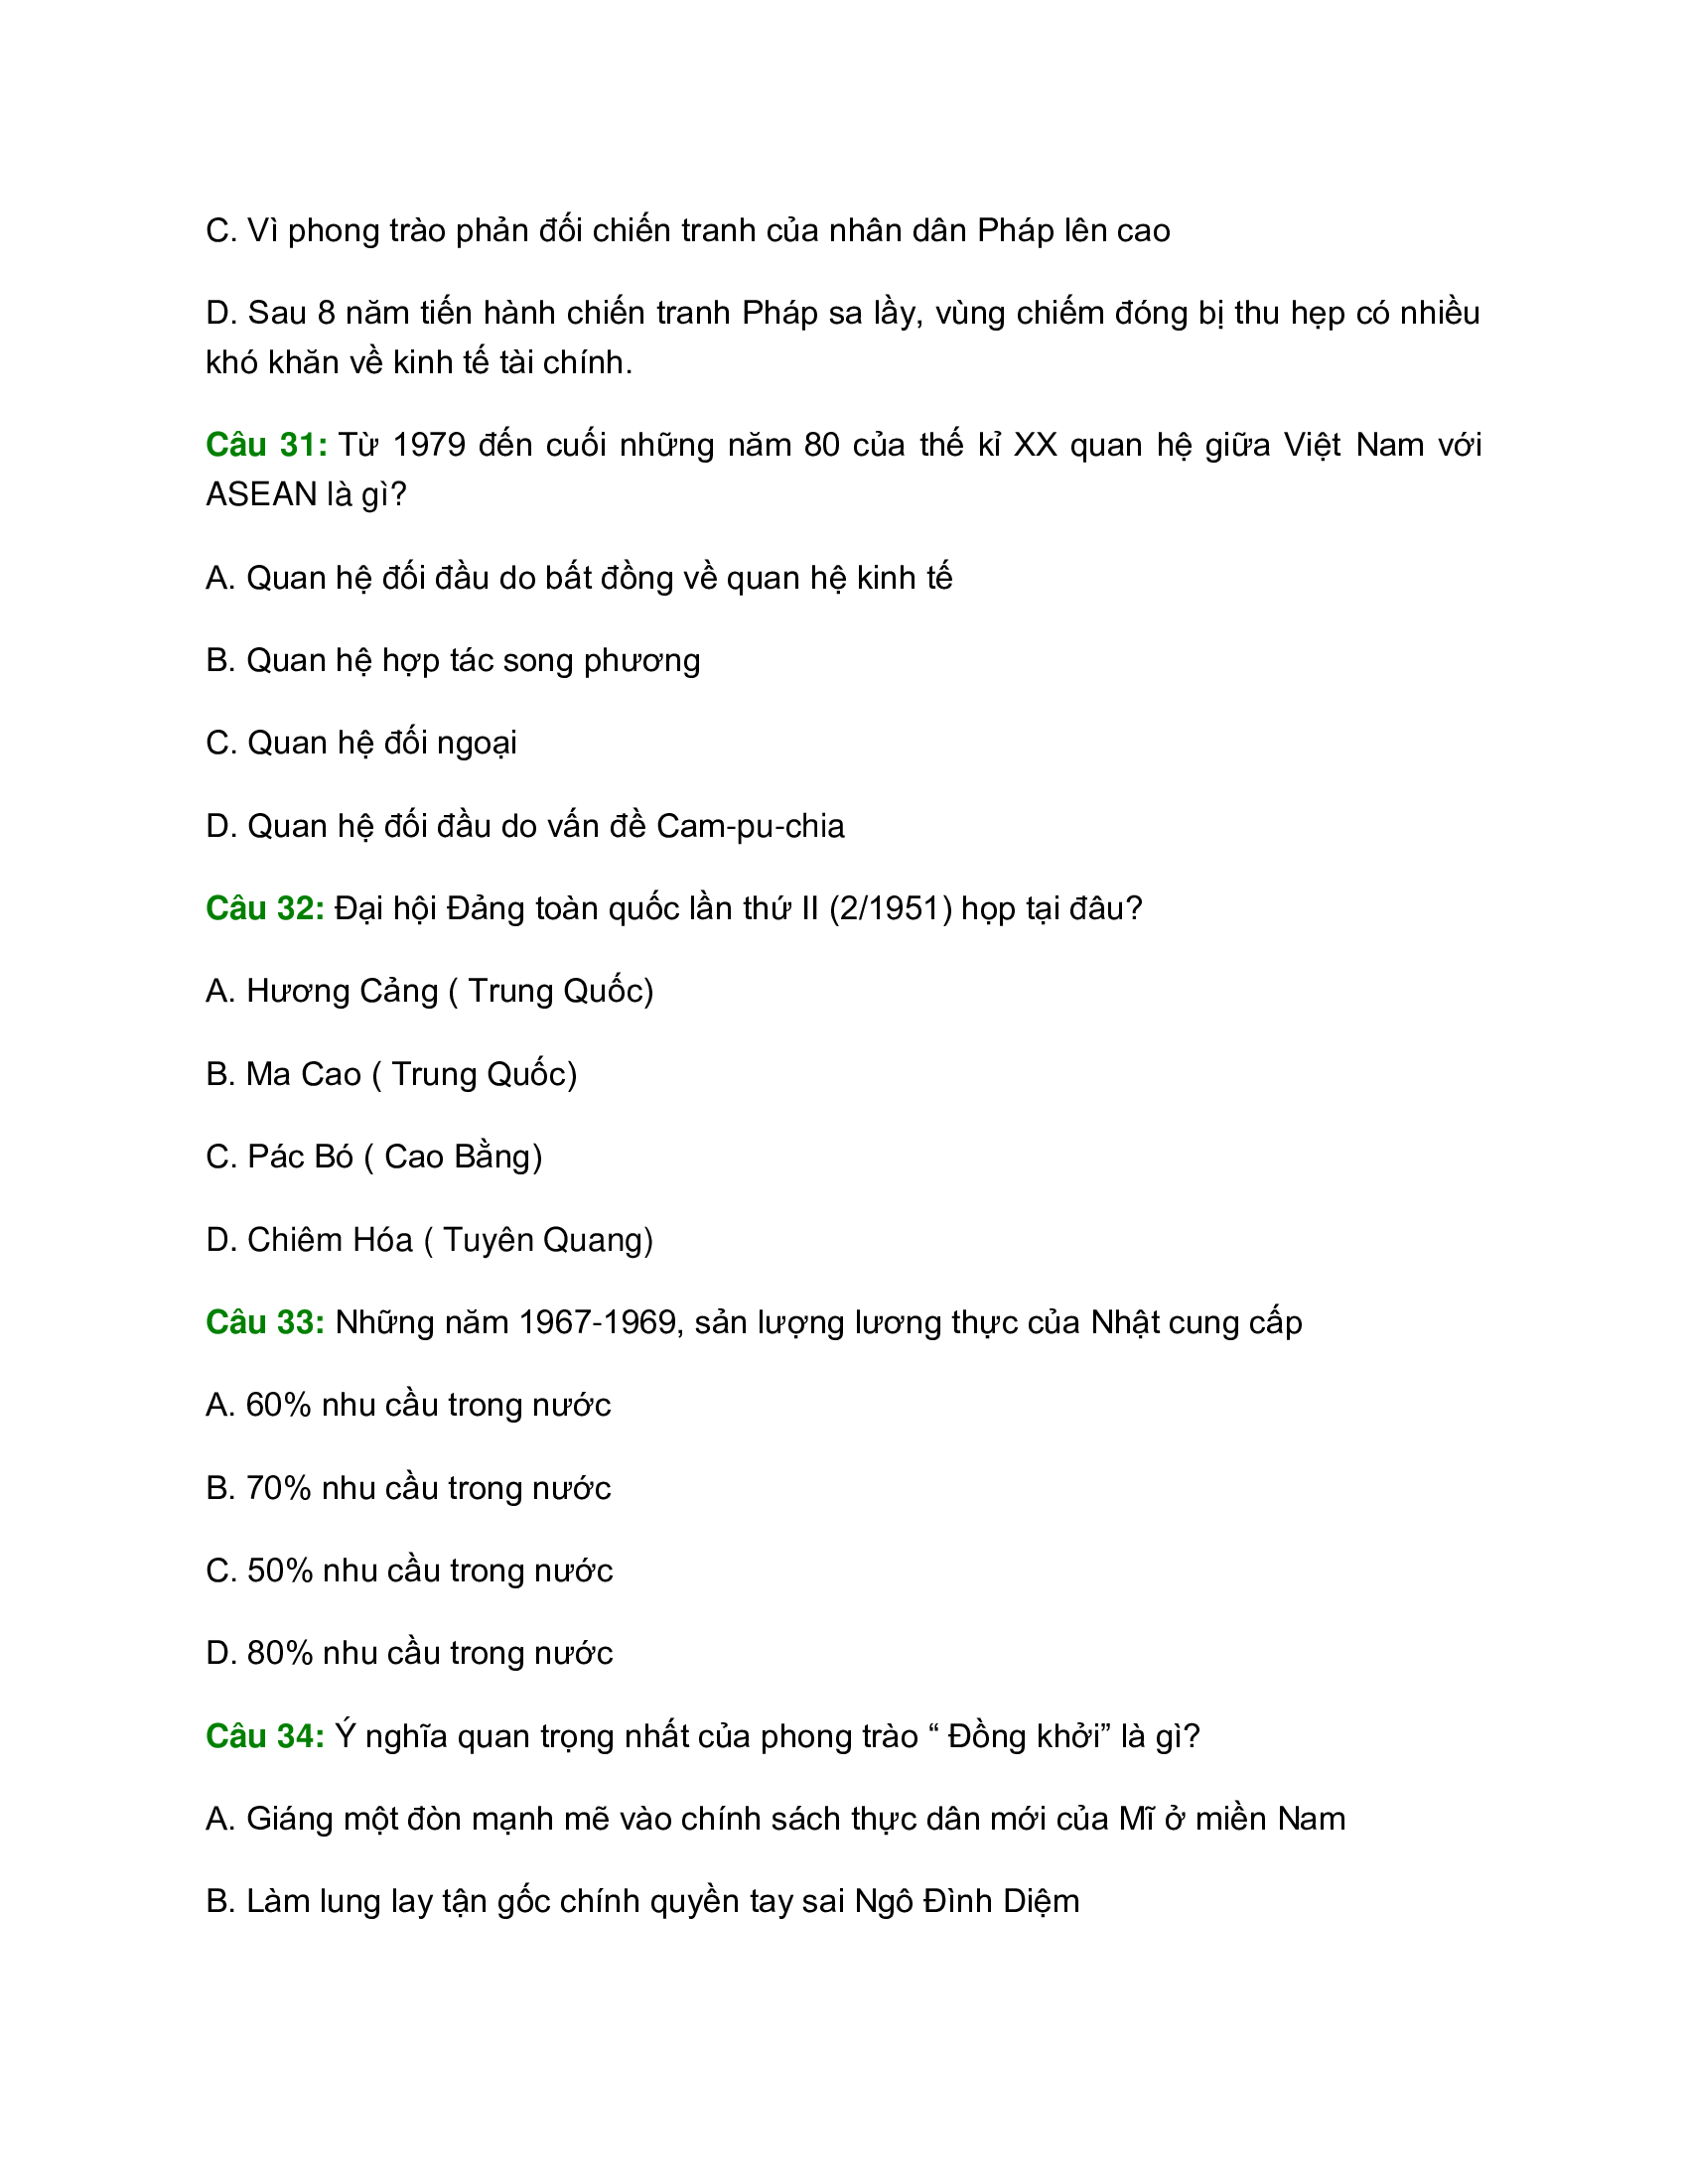 C. Vì phong trào phản đối chiến tranh của nhân dân Pháp lên cao
D. Sau 8 năm tiến hành chiến tranh Pháp sa lầy, vùng chiếm đóng bị thu hẹp có nhiều
khó khăn về kinh tế tài chính.
Câu 31: Từ 1979 đến cuối những năm 80 của thế kỉ XX quan hệ giữa Việt Nam với
ASEAN là gì?
A. Quan hệ đối đầu do bất đồng về quan hệ kinh tế
B. Quan hệ hợp tác song phương
C. Quan hệ đối ngoại
D. Quan hệ đối đầu do vấn đề Cam-pu-chia
Câu 32: Đại hội Đảng toàn quốc lần thứ II (2/1951) họp tại đâu?
A. Hương Cảng ( Trung Quốc)
B. Ma Cao ( Trung Quốc)
C. Pác Bó ( Cao Bằng)
D. Chiêm Hóa ( Tuyên Quang)
Câu 33: Những năm 1967-1969, sản lượng lương thực của Nhật cung cấp
A. 60% nhu cầu trong nước
B. 70% nhu cầu trong nước
C. 50% nhu cầu trong nước
D. 80% nhu cầu trong nước
Câu 34: Ý nghĩa quan trọng nhất của phong trào “ Đồng khởi” là gì?
A. Giáng một đòn mạnh mẽ vào chính sách thực dân mới của Mĩ ở miền Nam
B. Làm lung lay tận gốc chính quyền tay sai Ngô Đình Diệm